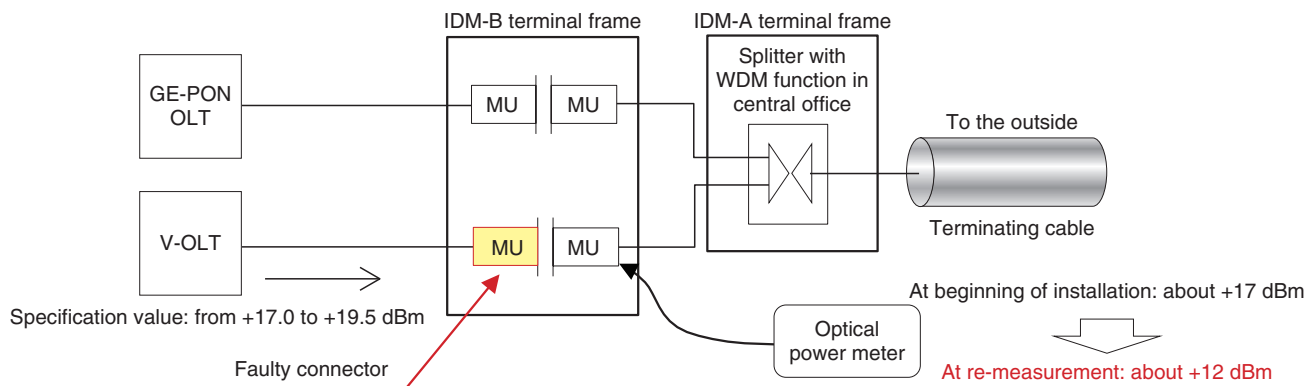 IDM-B terminal frame
IDM-A terminal frame
GE-PON
OLT
MU
MU
Splitter with
WDM function in
central office
To the outside
Terminating cable
V-OLT
MU
MU
Specification value: from +17.0 to +19.5 dBm
Faulty connector
Optical
power meter
At beginning of installation: about +17 dBm
At re-measurement: about +12 dBm